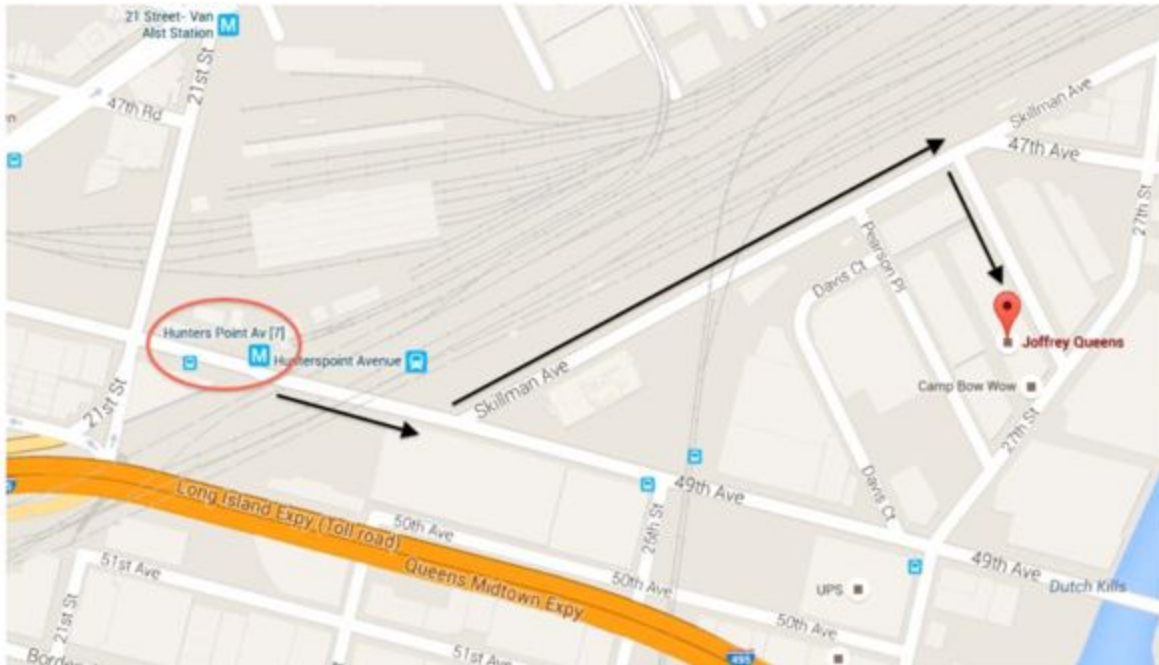 21 Street- Van
Alst Station
21st St
47th Rd
Skillman Ave
47th Ave
27th St
Pearson Pl
Davis Ct
Hunters Point Av [7]
Hunterspoint Avenue
Joffrey Queens
Camp Bow Wow
21st St
Skillman Ave
27th St
Davis Ct
49th Ave
Long Island Expy (Toll road)
50th Ave
25th St
49th Ave
Dutch Kills
51st Ave
Queens Midtown Expy
50th Ave
UPS
50th Ave
21st St
51st Ave
495